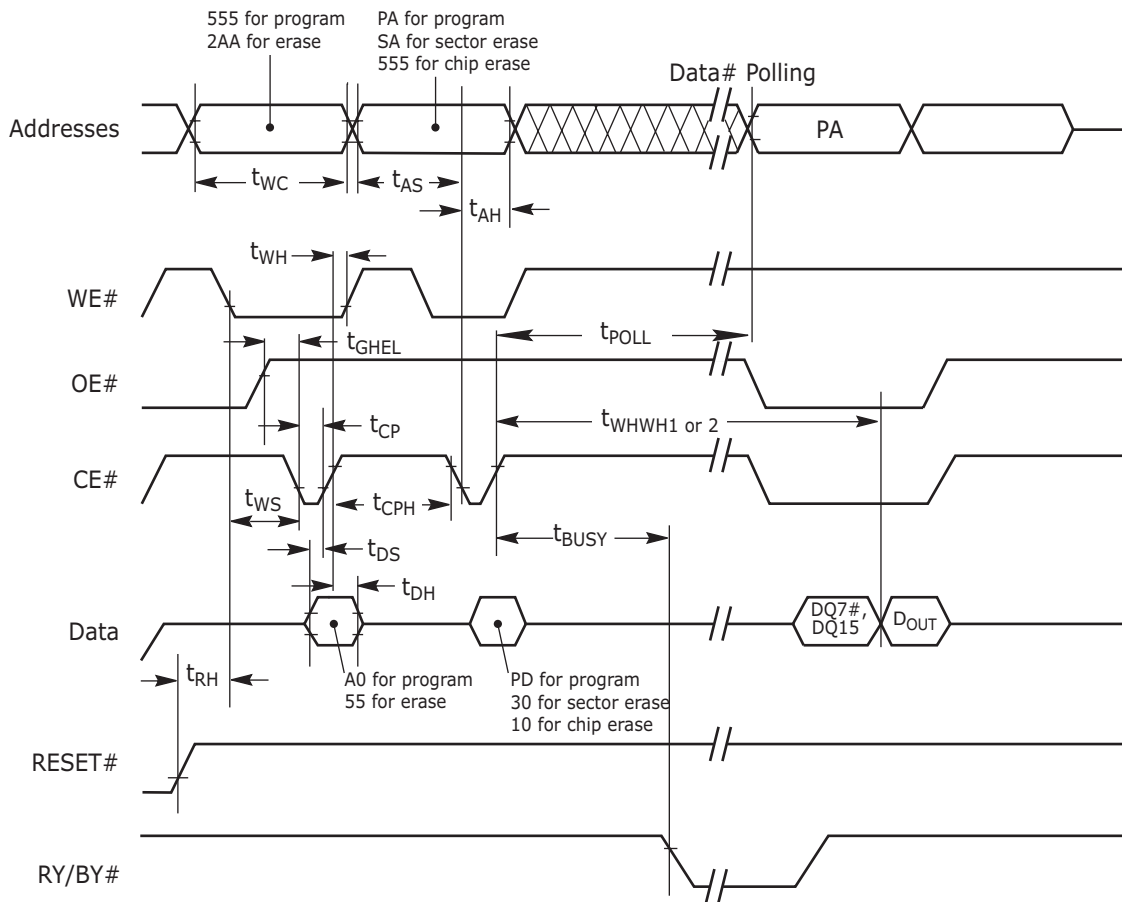 555 for program
2AA for erase
PA for program
SA for sector erase
555 for chip erase
Data# Polling
Addresses
PA
tWC
tAS
tAH
tWH
WE#
tPOLL
tGHEL
OE#
tWHWH1 or 2
tCP
CE#
tWS
tCPH
tBUSY
tDS
tDH
Data
DQ7#,
DQ15
DOUT
tRH
A0 for program
55 for erase
PD for program
30 for sector erase
10 for chip erase
RESET#
RY/BY#